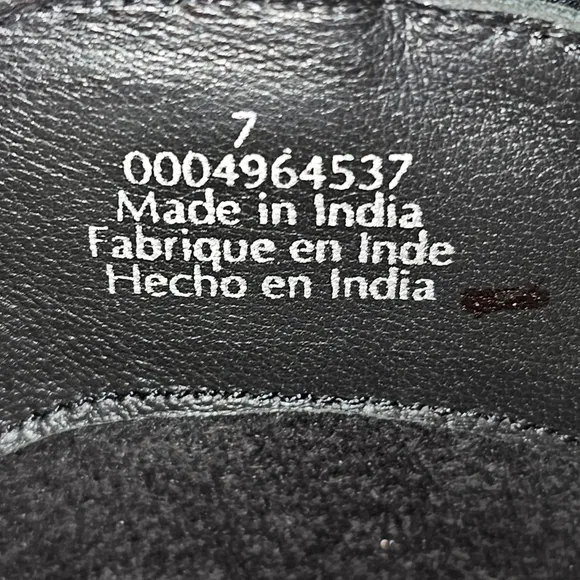 7
0004964537
Made in India
Fabrique en Inde
Hecho en India